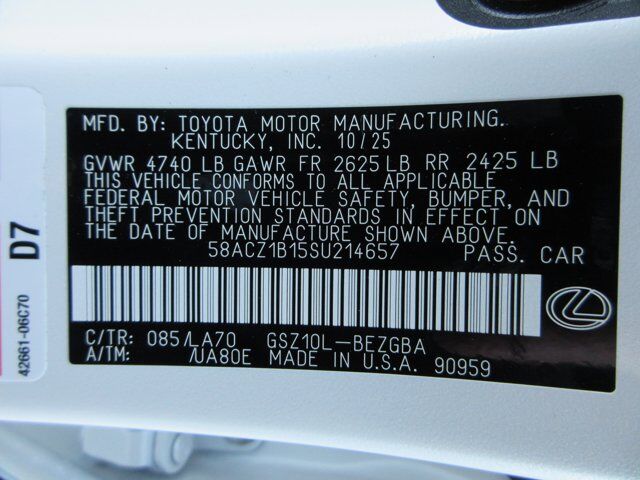 MFD. BY: TOYOTA MOTOR MANUFACTURING.
KENTUCKY, INC. 10/25
GVWR 4740 LB GAWR FR 2625 LB RR 2425 LB
THIS VEHICLE CONFORMS TO ALL APPLICABLE
FEDERAL MOTOR VEHICLE SAFETY, BUMPER, AND
THEFT PREVENTION STANDARDS IN EFFECT ON
THE DATE OF MANUFACTURE SHOWN ABOVE.
58ACZ1B15SU214657 PASS. CAR
C/TR: 085/LA70 GSZ10L-BEZGBA
A/TM: /UA80E MADE IN U.S.A. 90959
D7
42661-06C70